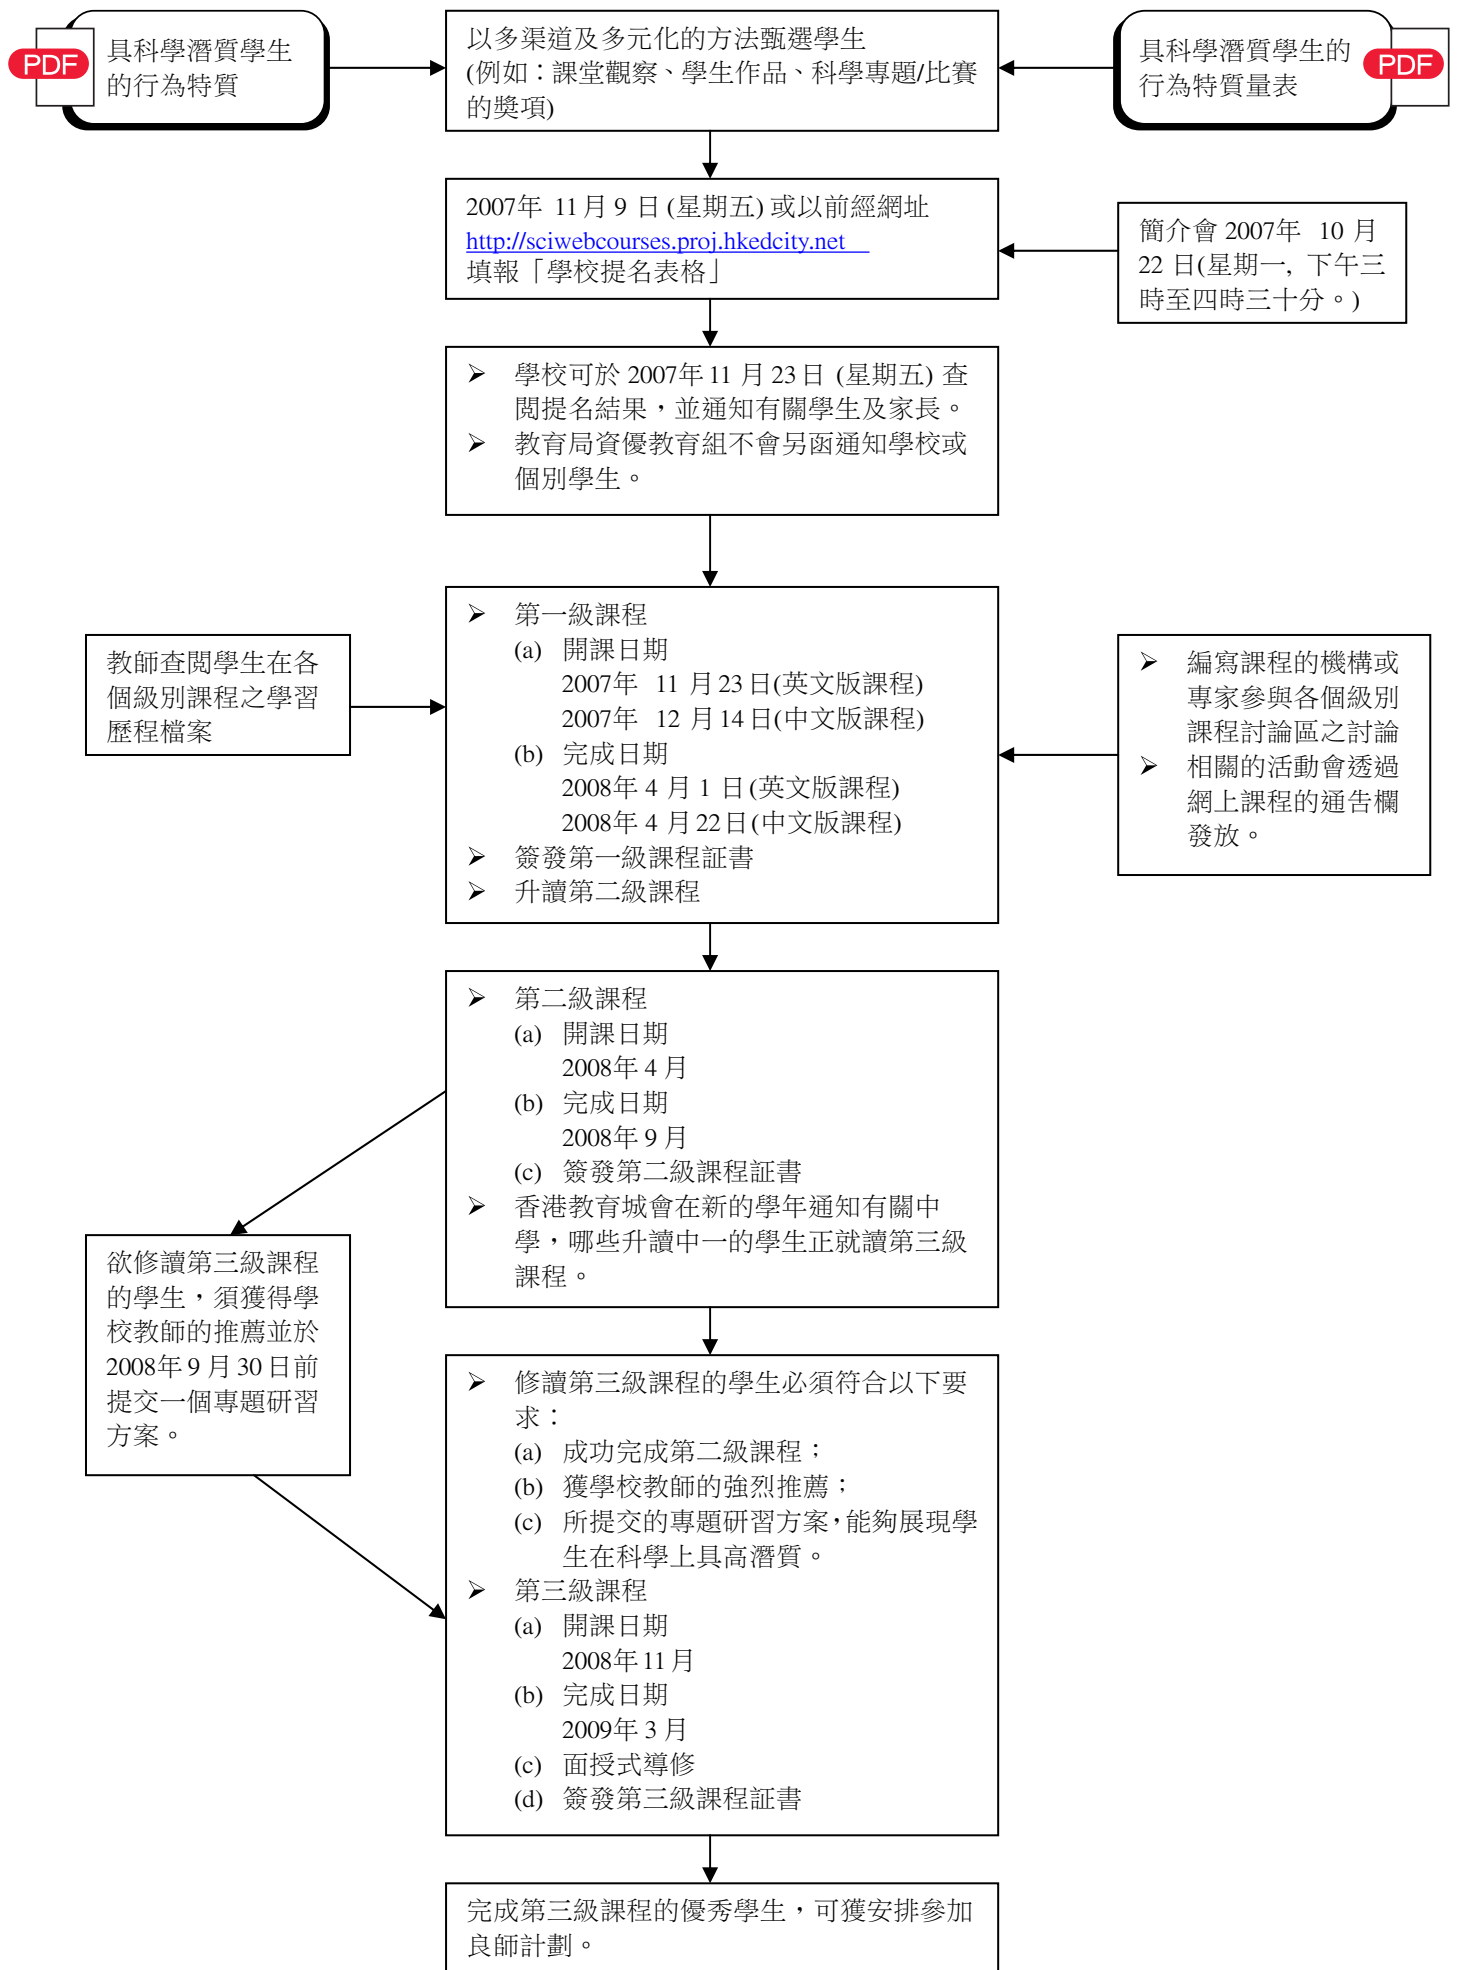 PDF
具科學潛質學生
的行為特質
以多渠道及多元化的方法甄選學生
(例如：課堂觀察、學生作品、科學專題/比賽
的獎項)
具科學潛質學生的
行為特質量表
PDF
2007年 11月 9 日 (星期五) 或以前經網址
http://sciwebcourses.proj.hkedcity.net
填報「學校提名表格」
簡介會 2007年 10 月
22 日(星期一, 下午三
時至四時三十分。)
➢ 學校可於 2007年 11 月 23日 (星期五) 查
閱提名結果，並通知有關學生及家長。
➢ 教育局資優教育組不會另函通知學校或
個別學生。
教師查閱學生在各
個級別課程之學習
歷程檔案
➢ 第一級課程
(a) 開課日期
2007年 11 月 23日(英文版課程)
2007年 12 月 14日(中文版課程)
(b) 完成日期
2008年 4 月 1 日(英文版課程)
2008年 4 月 22日(中文版課程)
➢ 簽發第一級課程証書
➢ 升讀第二級課程
➢ 編寫課程的機構或
專家參與各個級別
課程討論區之討論
➢ 相關的活動會透過
網上課程的通告欄
發放。
➢ 第二級課程
(a) 開課日期
2008年 4 月
(b) 完成日期
2008年 9 月
(c) 簽發第二級課程証書
➢ 香港教育城會在新的學年通知有關中
學，哪些升讀中一的學生正就讀第三級
課程。
欲修讀第三級課程
的學生，須獲得學
校教師的推薦並於
2008年 9 月 30 日前
提交一個專題研習
方案。
➢ 修讀第三級課程的學生必須符合以下要
求：
(a) 成功完成第二級課程；
(b) 獲學校教師的強烈推薦；
(c) 所提交的專題研習方案，能夠展現學
生在科學上具高潛質。
➢ 第三級課程
(a) 開課日期
2008年 11 月
(b) 完成日期
2009年 3 月
(c) 面授式導修
(d) 簽發第三級課程証書
完成第三級課程的優秀學生，可獲安排參加
良師計劃。